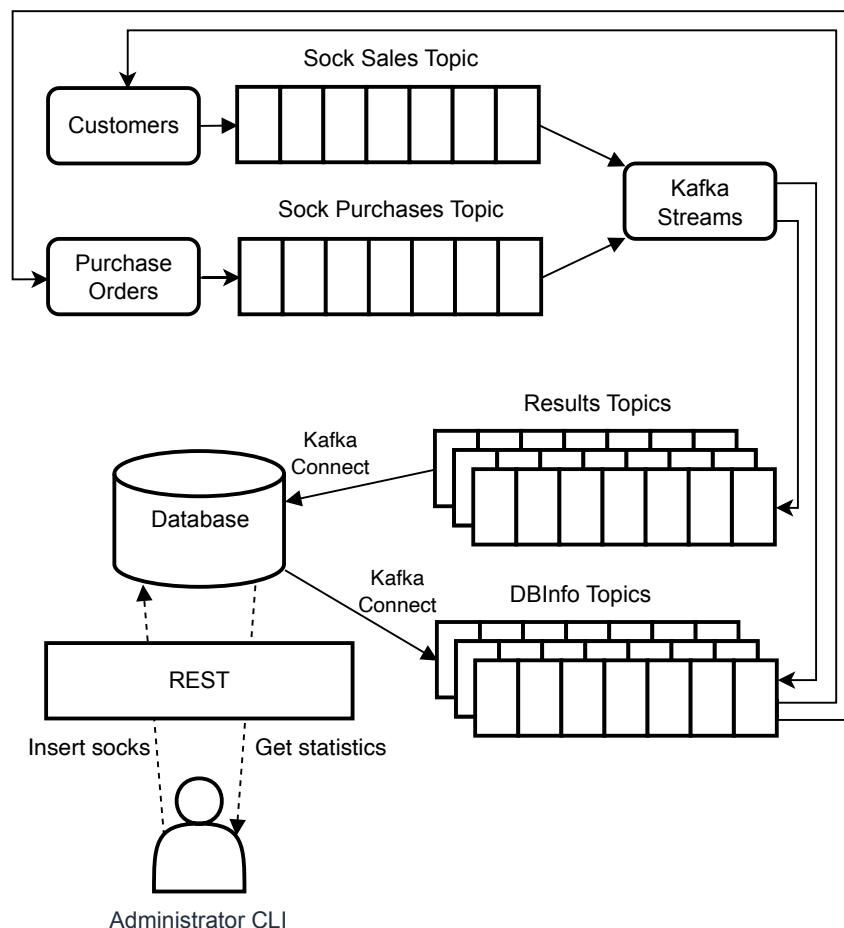 Sock Sales Topic
Customers
Kafka
Streams
Sock Purchases Topic
Purchase
Orders
Results Topics
Kafka
Connect
Database
Kafka
Connect
DBInfo Topics
REST
Insert socks
Get statistics
Administrator CLI